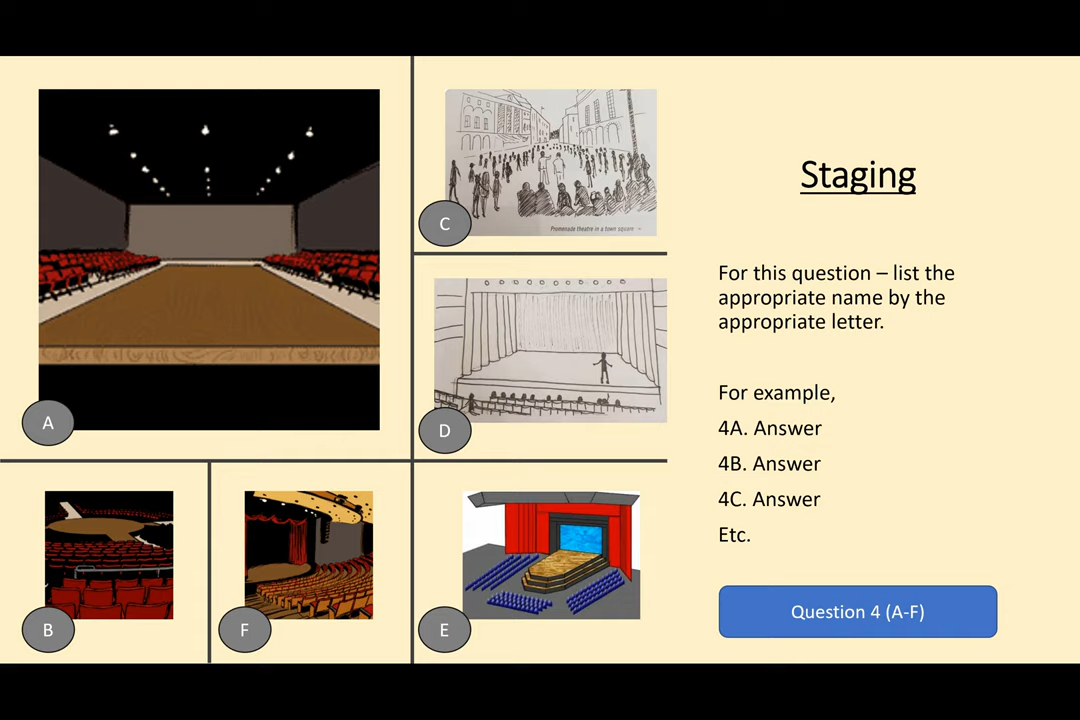 A
B
F
C
Promenade theatre in a town square
D
E
Staging
For this question – list the
appropriate name by the
appropriate letter.
For example,
4A. Answer
4B. Answer
4C. Answer
Etc.
Question 4 (A-F)